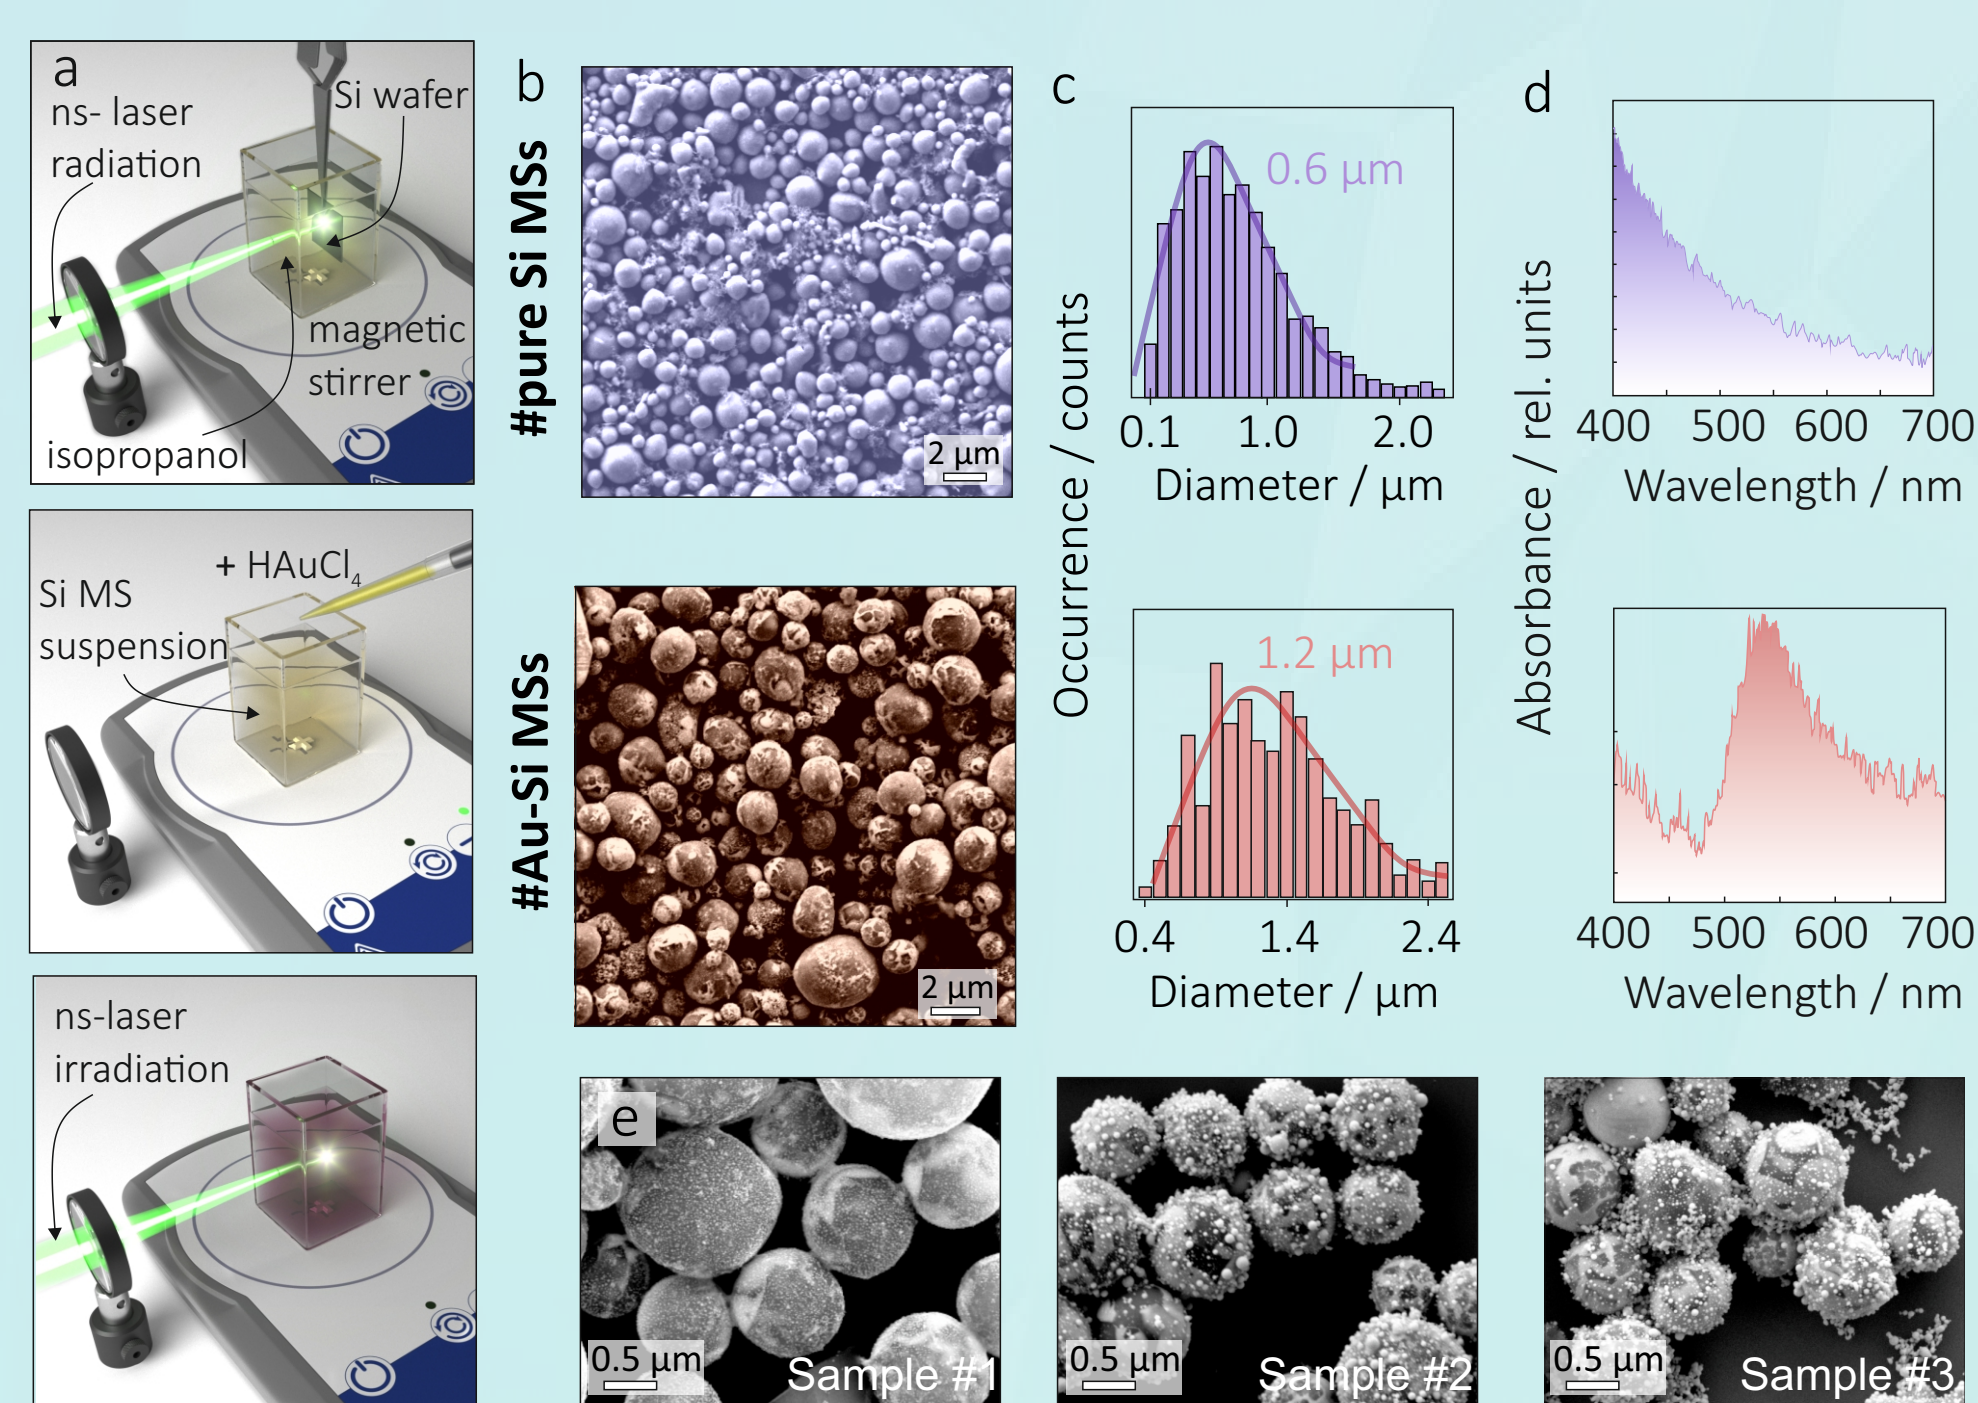 a
ns- laser
radiation
Si wafer
magnetic
stirrer
isopropanol
+ HAuCl₄
Si MS
suspension
ns-laser
irradiation
b
#pure Si MSs
2 µm
#Au-Si MSs
2 µm
c
Occurrence / counts
0.6 µm
0.1 1.0 2.0
Diameter / µm
1.2 µm
0.4 1.4 2.4
Diameter / µm
d
Absorbance / rel. units
400 500 600 700
Wavelength / nm
400 500 600 700
Wavelength / nm
e
0.5 µm
Sample #1
0.5 µm
Sample #2
0.5 µm
Sample #3